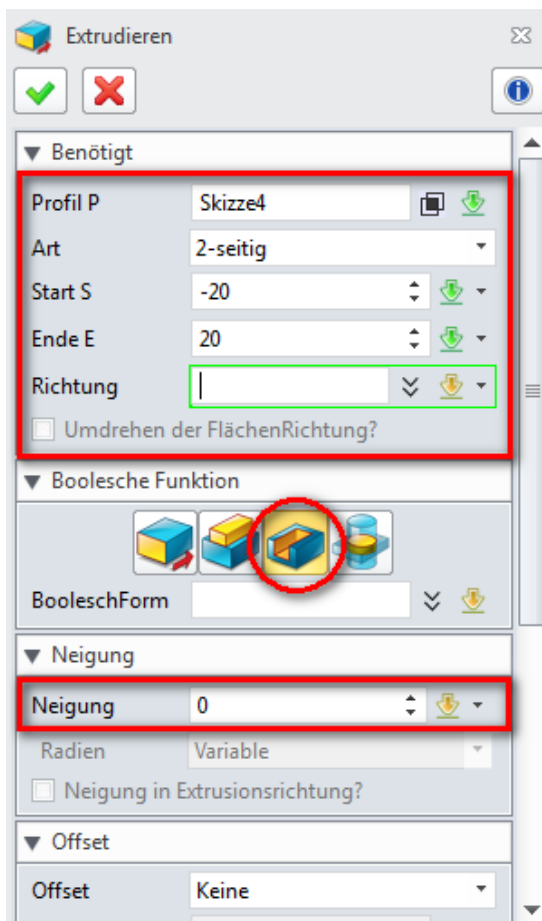 Extrudieren
Benötigt
Profil P Skizze4
Art 2-seitig
Start S -20
Ende E 20
Richtung
Umdrehen der FlächenRichtung?
Boolesche Funktion
BooleschForm
Neigung
Neigung 0
Radien Variable
Neigung in Extrusionsrichtung?
Offset
Offset Keine